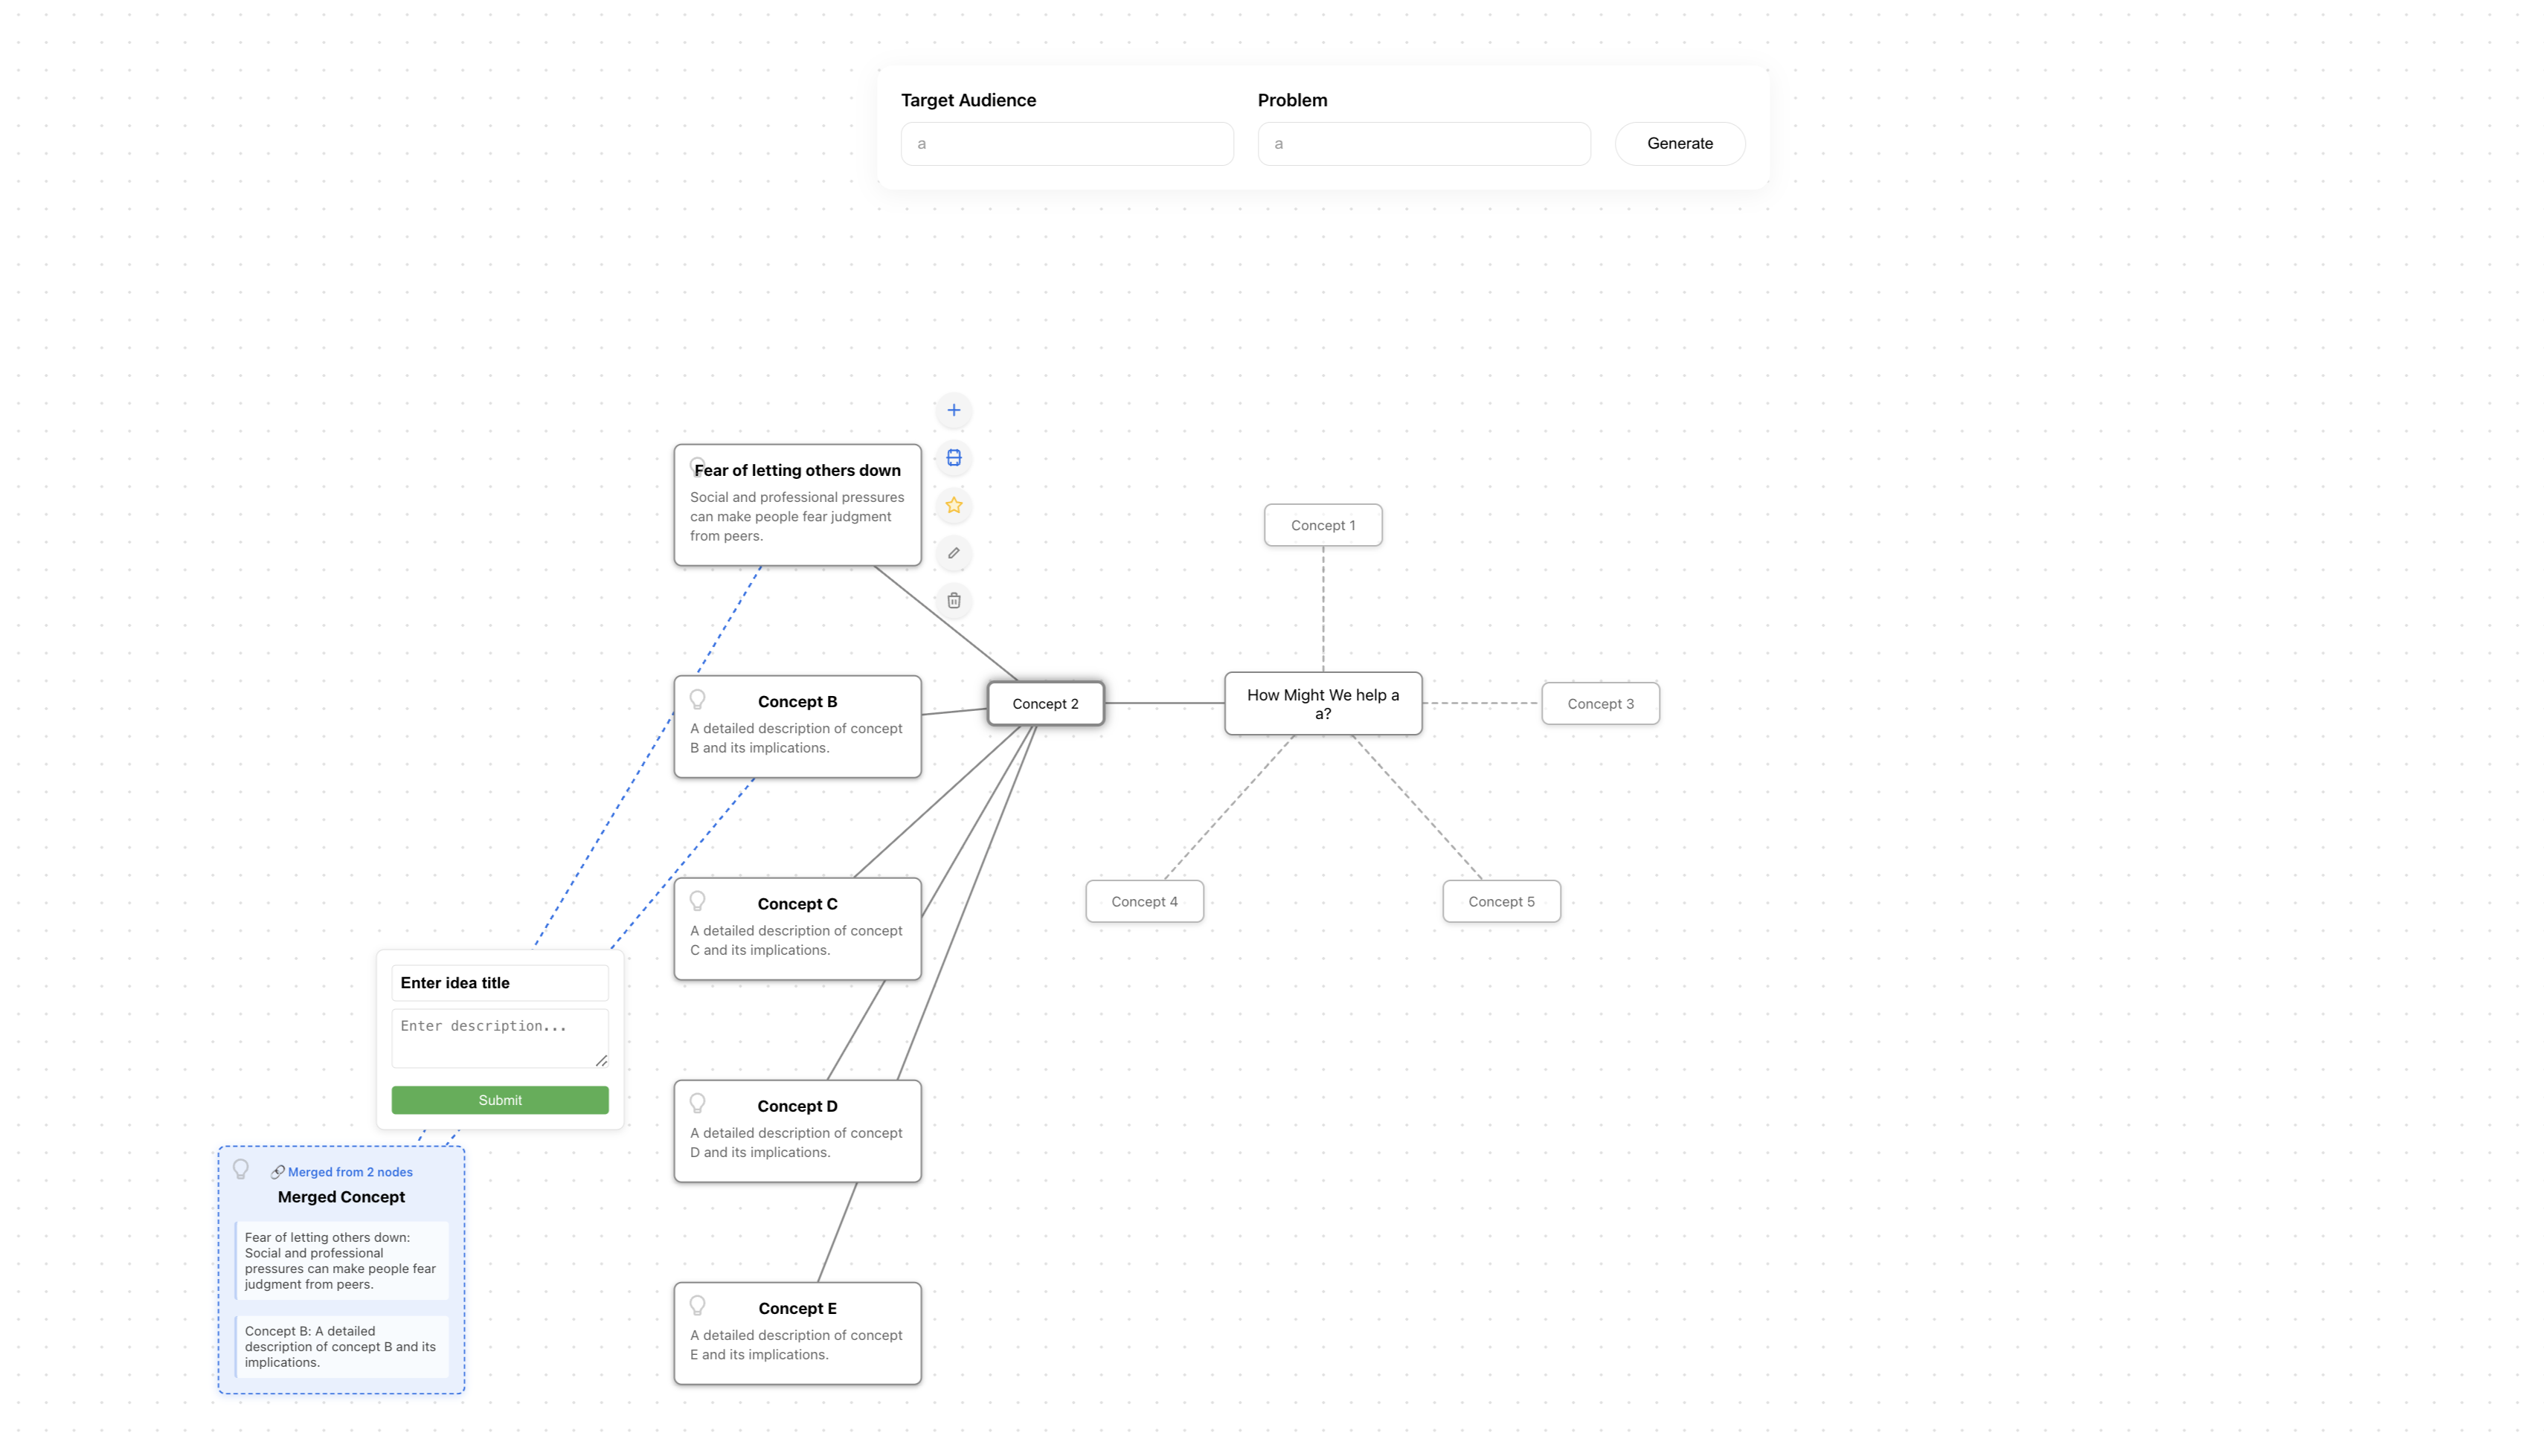 Target Audience
Problem
a
a
Generate
Fear of letting others down
Social and professional pressures
can make people fear judgment
from peers.
Concept 1
Concept B
A detailed description of concept
B and its implications.
Concept 2
How Might We help a
a?
Concept 3
Concept C
A detailed description of concept
C and its implications.
Concept 4
Concept 5
Enter idea title
Enter description...
Submit
Concept D
A detailed description of concept
D and its implications.
Merged from 2 nodes
Merged Concept
Fear of letting others down:
Social and professional
pressures can make people fear
judgment from peers.
Concept B: A detailed
description of concept B and its
implications.
Concept E
A detailed description of concept
E and its implications.